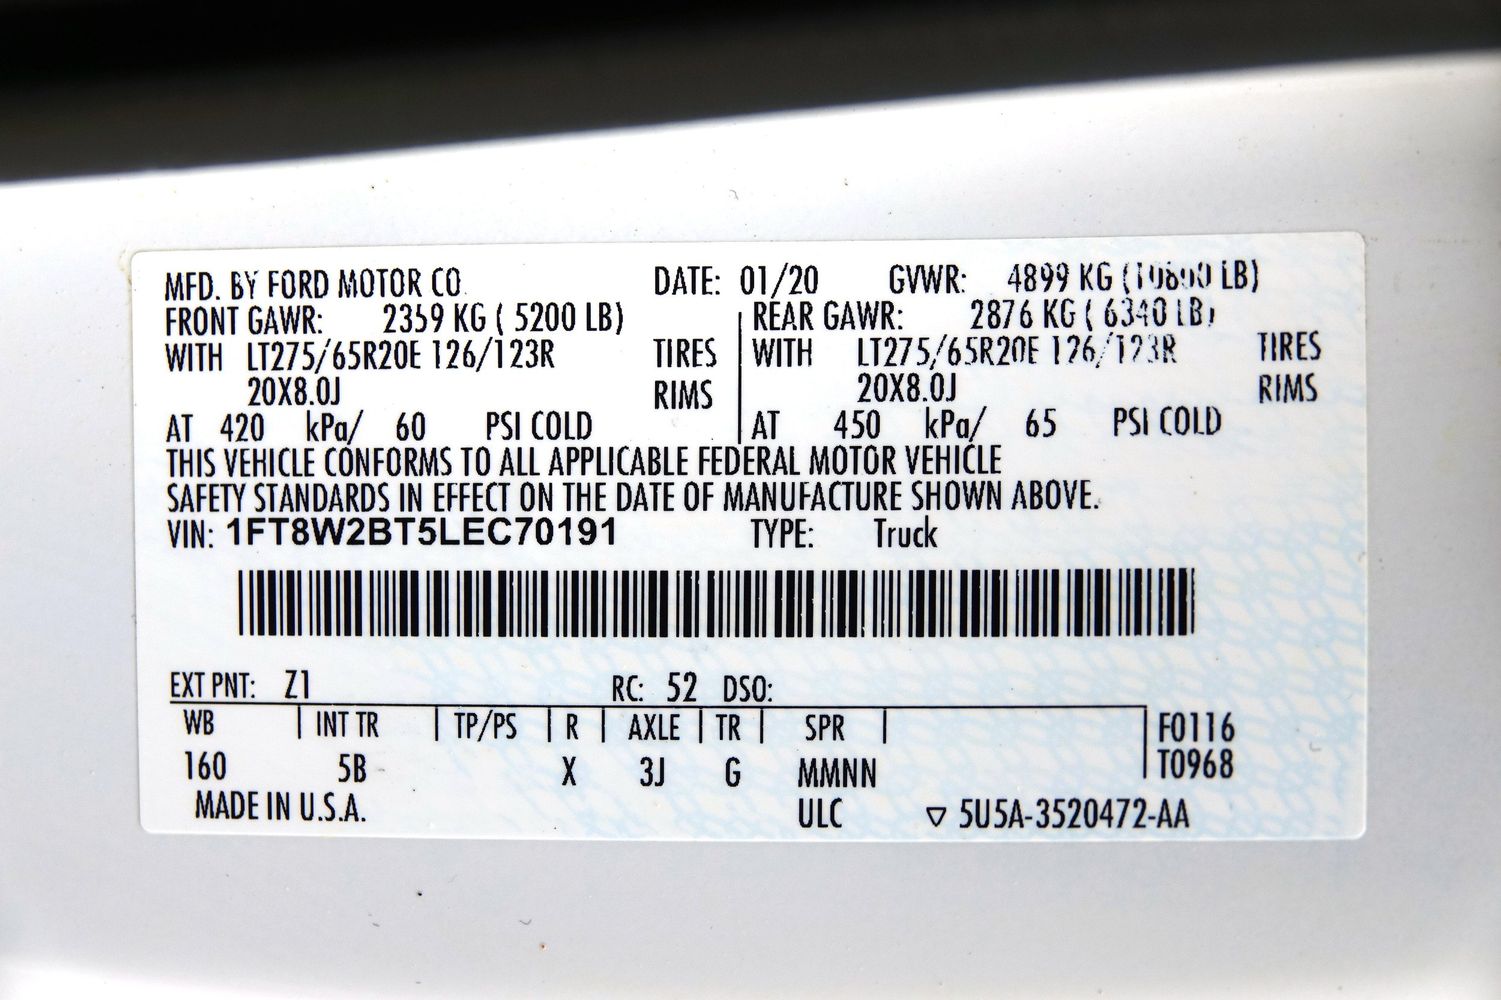 MFD. BY FORD MOTOR CO. DATE: 01/20 GVWR: 4899 KG
FRONT GAWR: 2359 KG ( 5200 LB) REAR GAWR: 2876 KG ( 6340 LB)
WITH LT275/65R20E 126/123R TIRES WITH LT275/65R20E 126/123R TIRES
20X8.0J RIMS 20X8.0J RIMS
AT 420 kPa/ 60 PSI COLD AT 450 kPa/ 65 PSI COLD
THIS VEHICLE CONFORMS TO ALL APPLICABLE FEDERAL MOTOR VEHICLE
SAFETY STANDARDS IN EFFECT ON THE DATE OF MANUFACTURE SHOWN ABOVE.
VIN: 1FT8W2BT5LEC70191 TYPE: Truck
EXT PNT: Z1 RC: 52 DSO:
WB INT TR TP/PS R AXLE TR SPR F0116
160 5B X 3J G MMNN T0968
MADE IN U.S.A. ULC ▽ 5U5A-3520472-AA